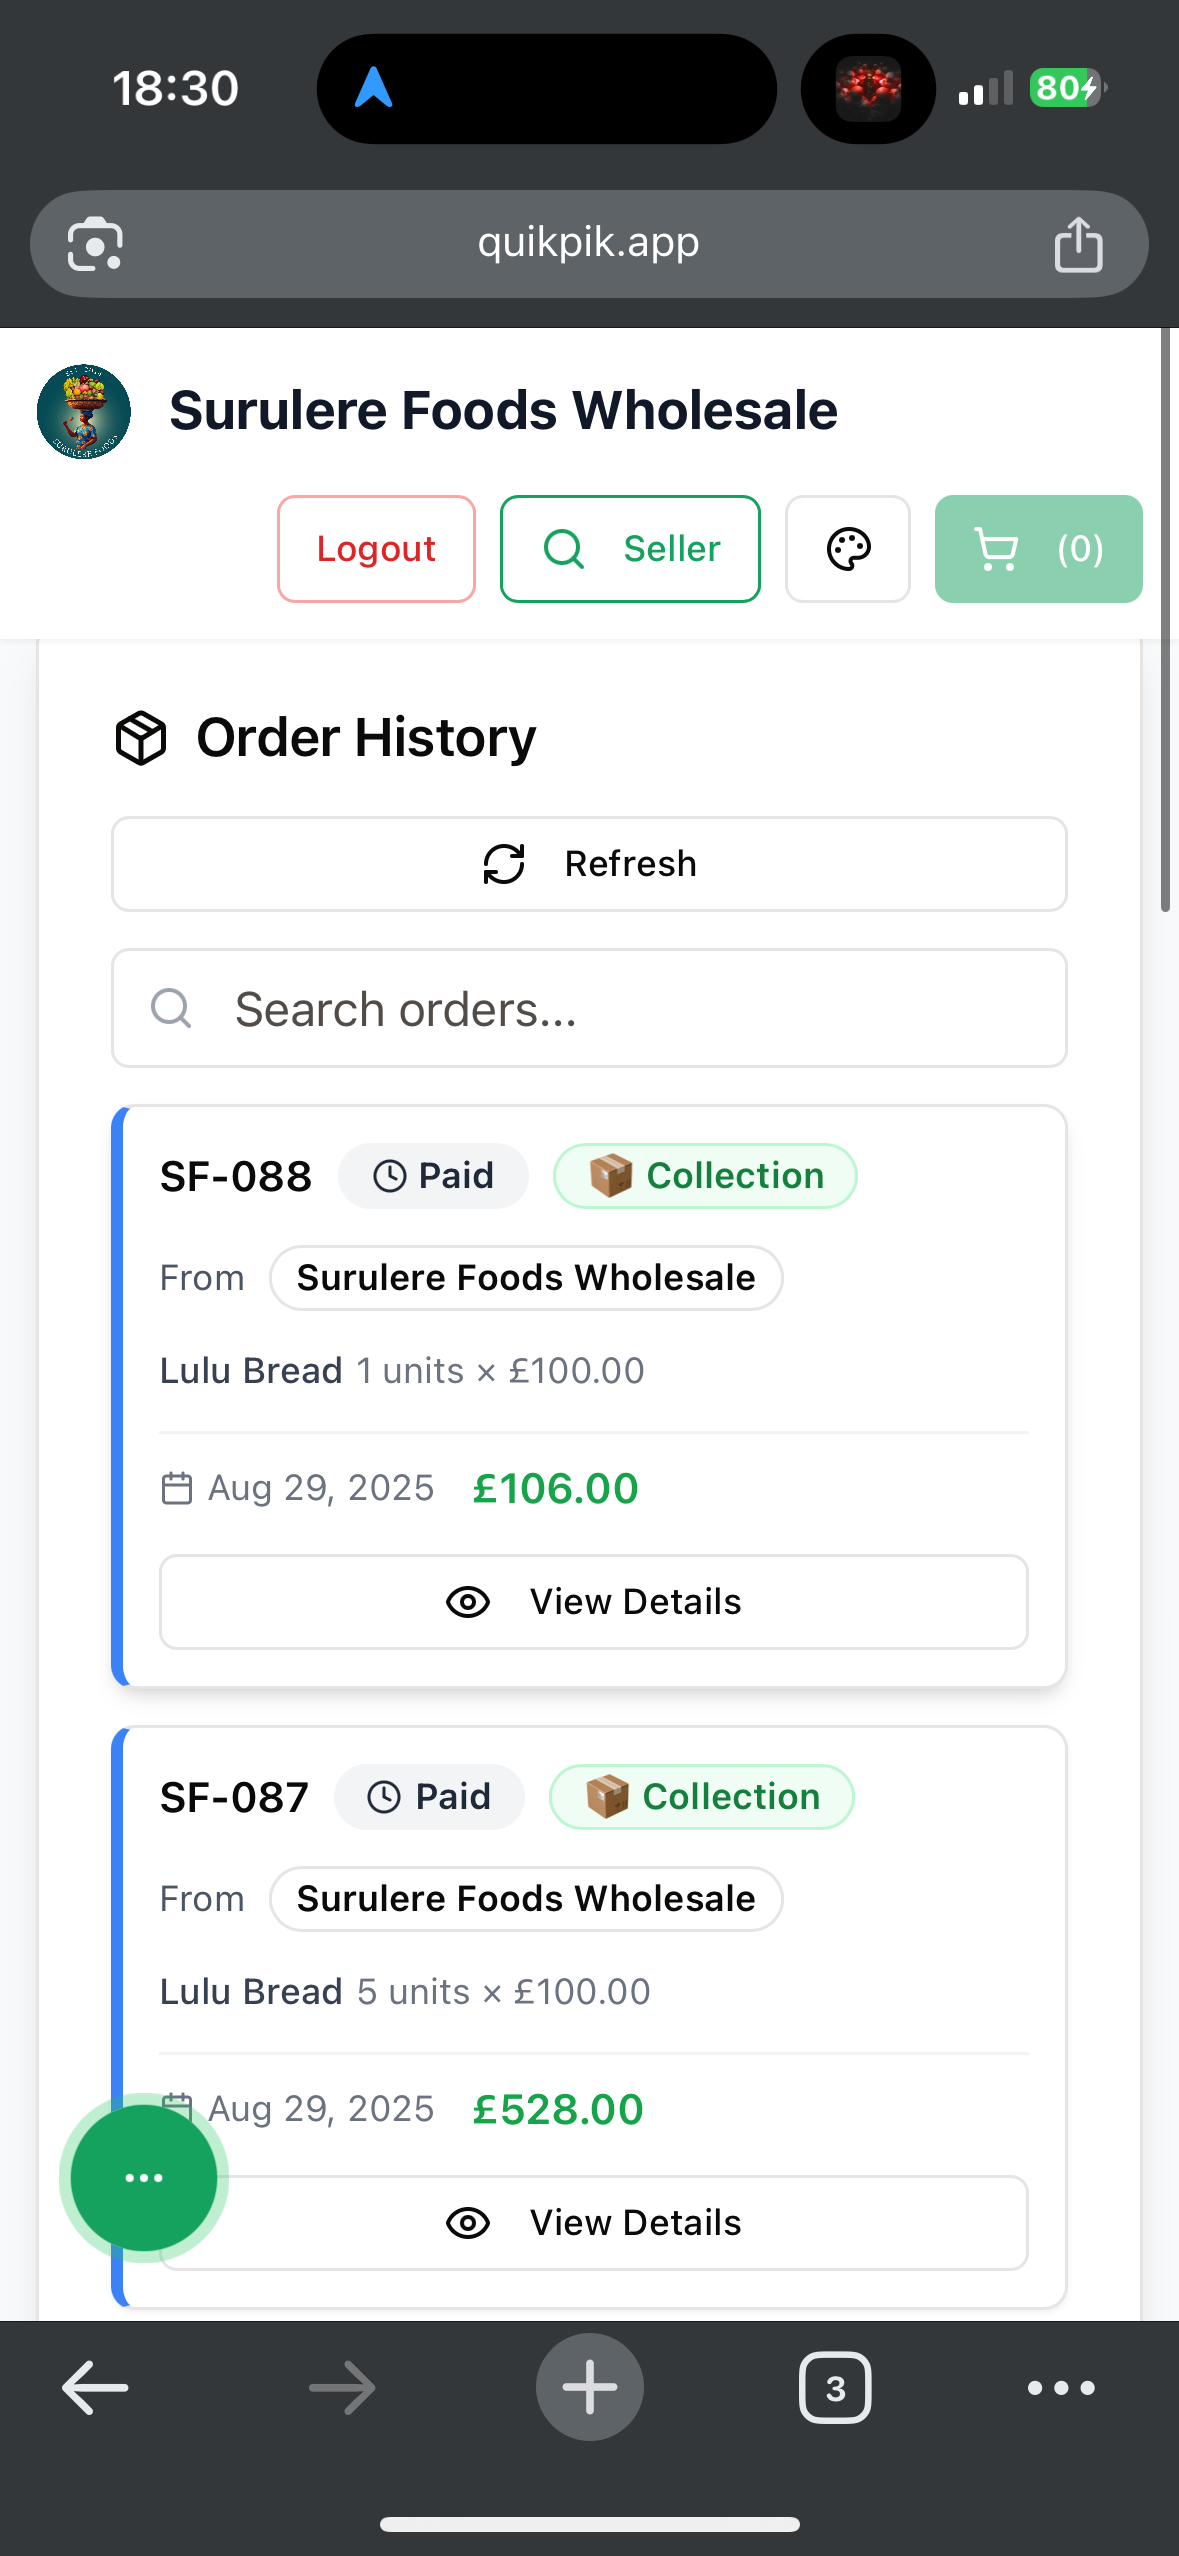 18:30
80
quikpik.app
Surulere Foods Wholesale
Logout
Seller
(0)
Order History
Refresh
Search orders...
SF-088 Paid Collection
From Surulere Foods Wholesale
Lulu Bread 1 units × £100.00
Aug 29, 2025 £106.00
View Details
SF-087 Paid Collection
From Surulere Foods Wholesale
Lulu Bread 5 units × £100.00
Aug 29, 2025 £528.00
View Details
3